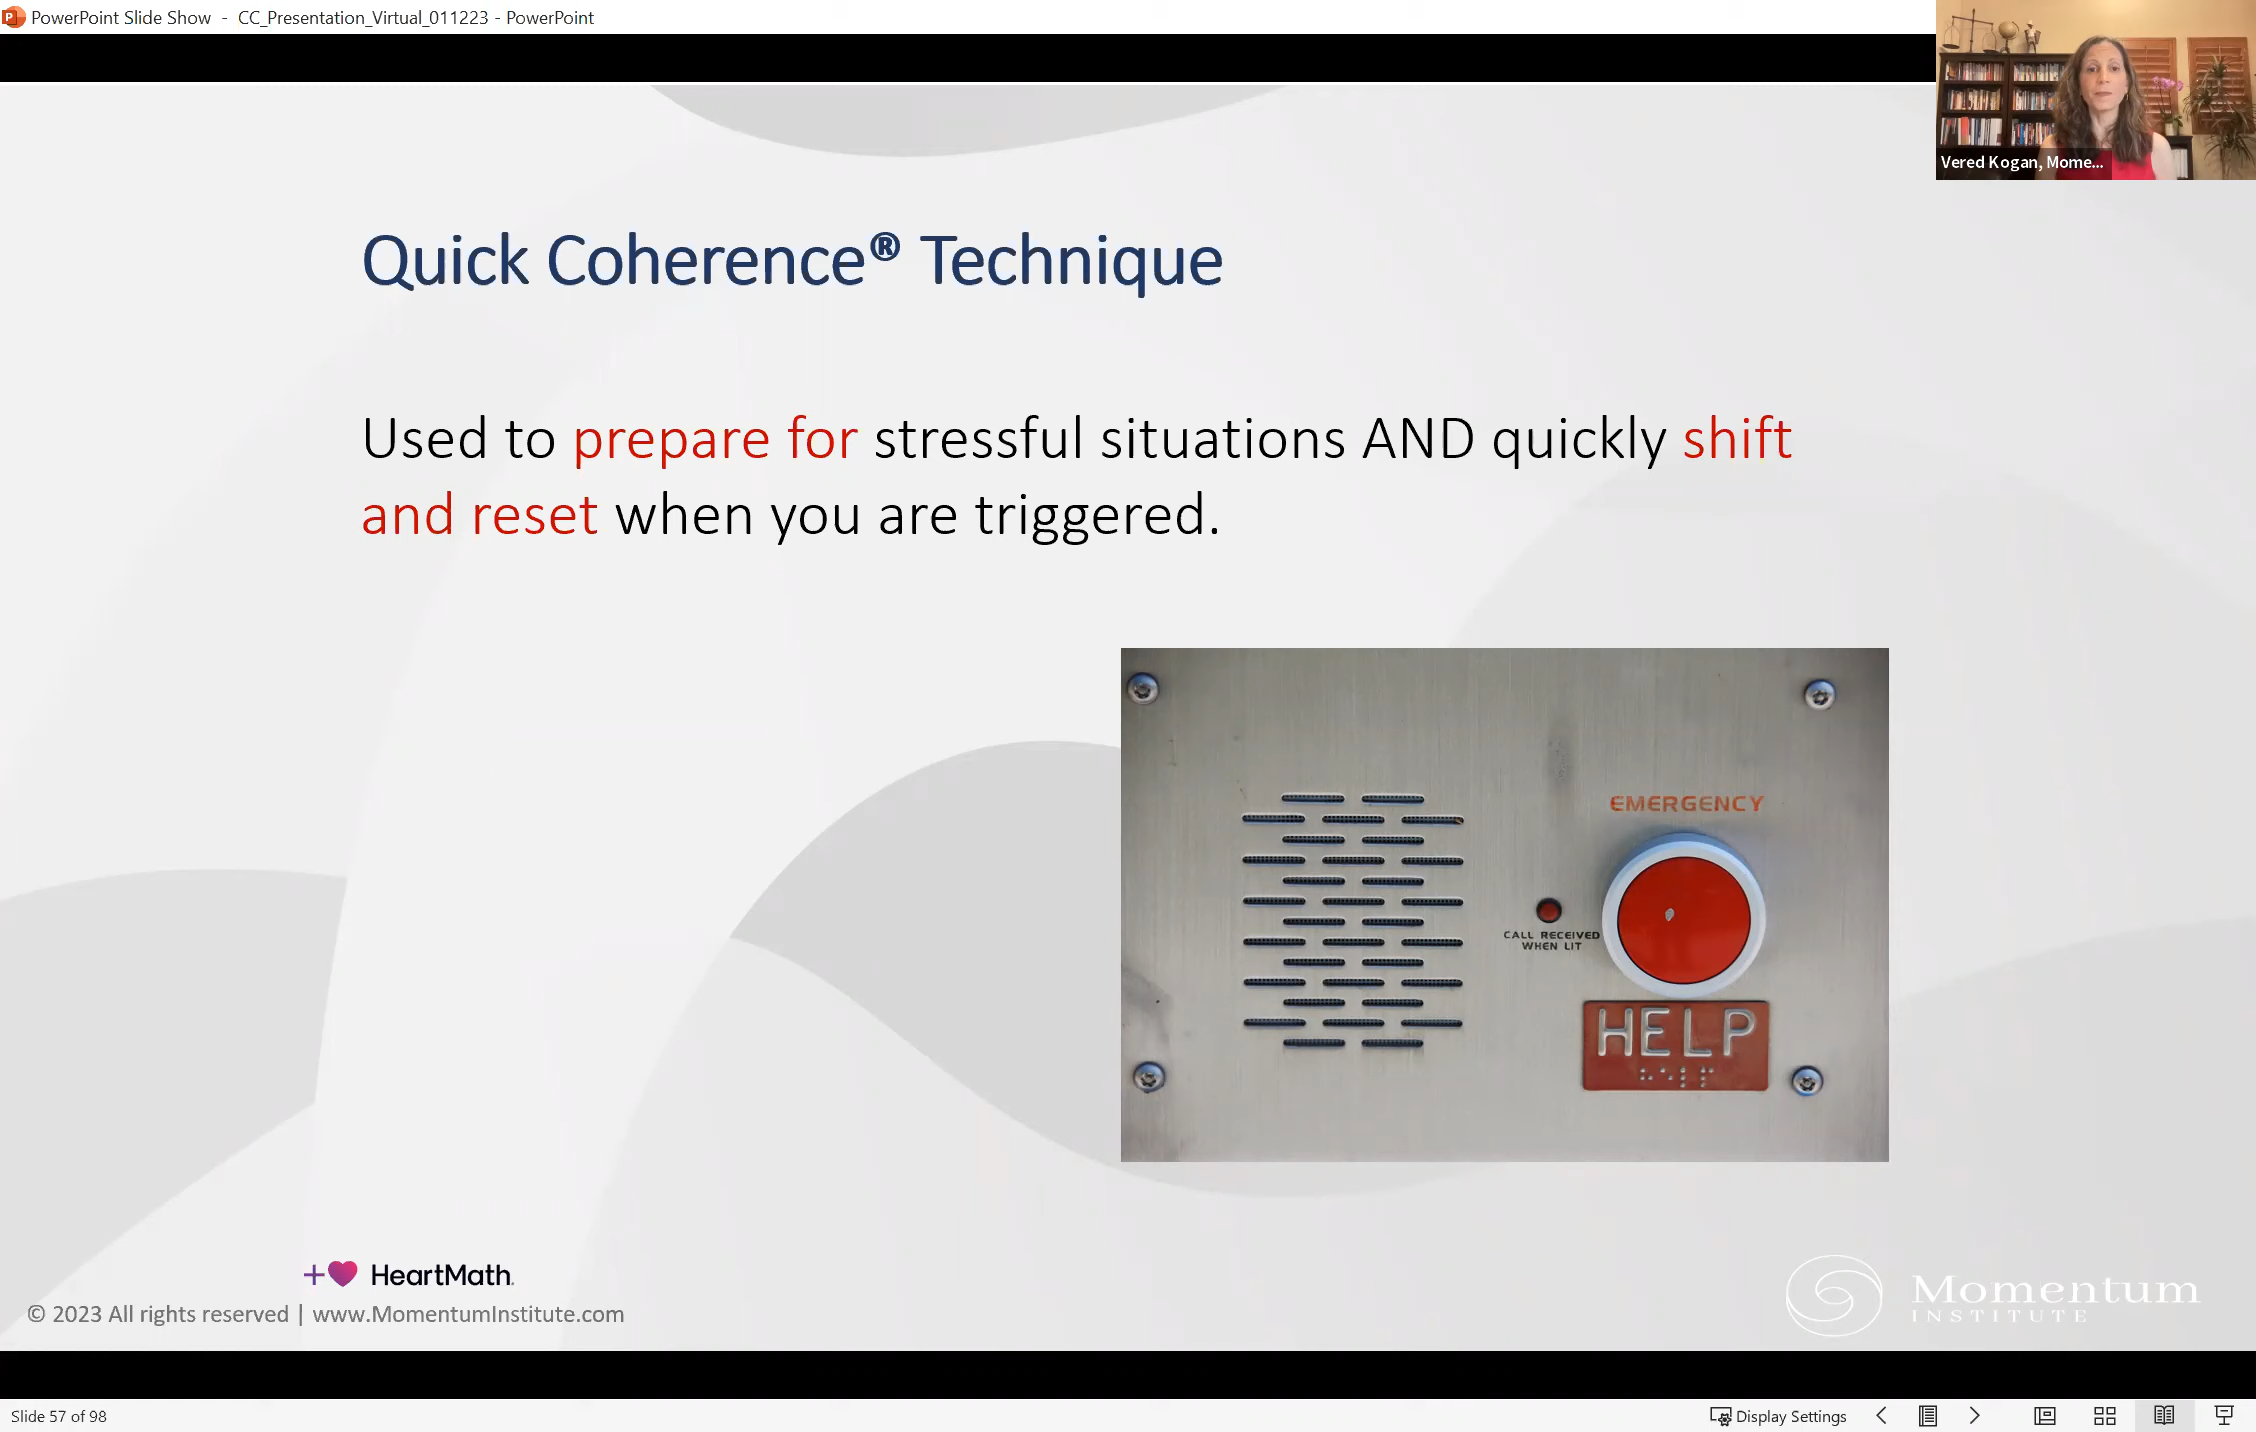 PowerPoint Slide Show - CC_Presentation_Virtual_011223 - PowerPoint
Vered Kogan, Mome...
Quick Coherence® Technique
Used to prepare for stressful situations AND quickly shift
and reset when you are triggered.
EMERGENCY
CALL RECEIVED
WHEN LIT
HELP
HeartMath
© 2023 All rights reserved | www.MomentumInstitute.com
Momentum
INSTITUTE
Slide 57 of 98
Display Settings